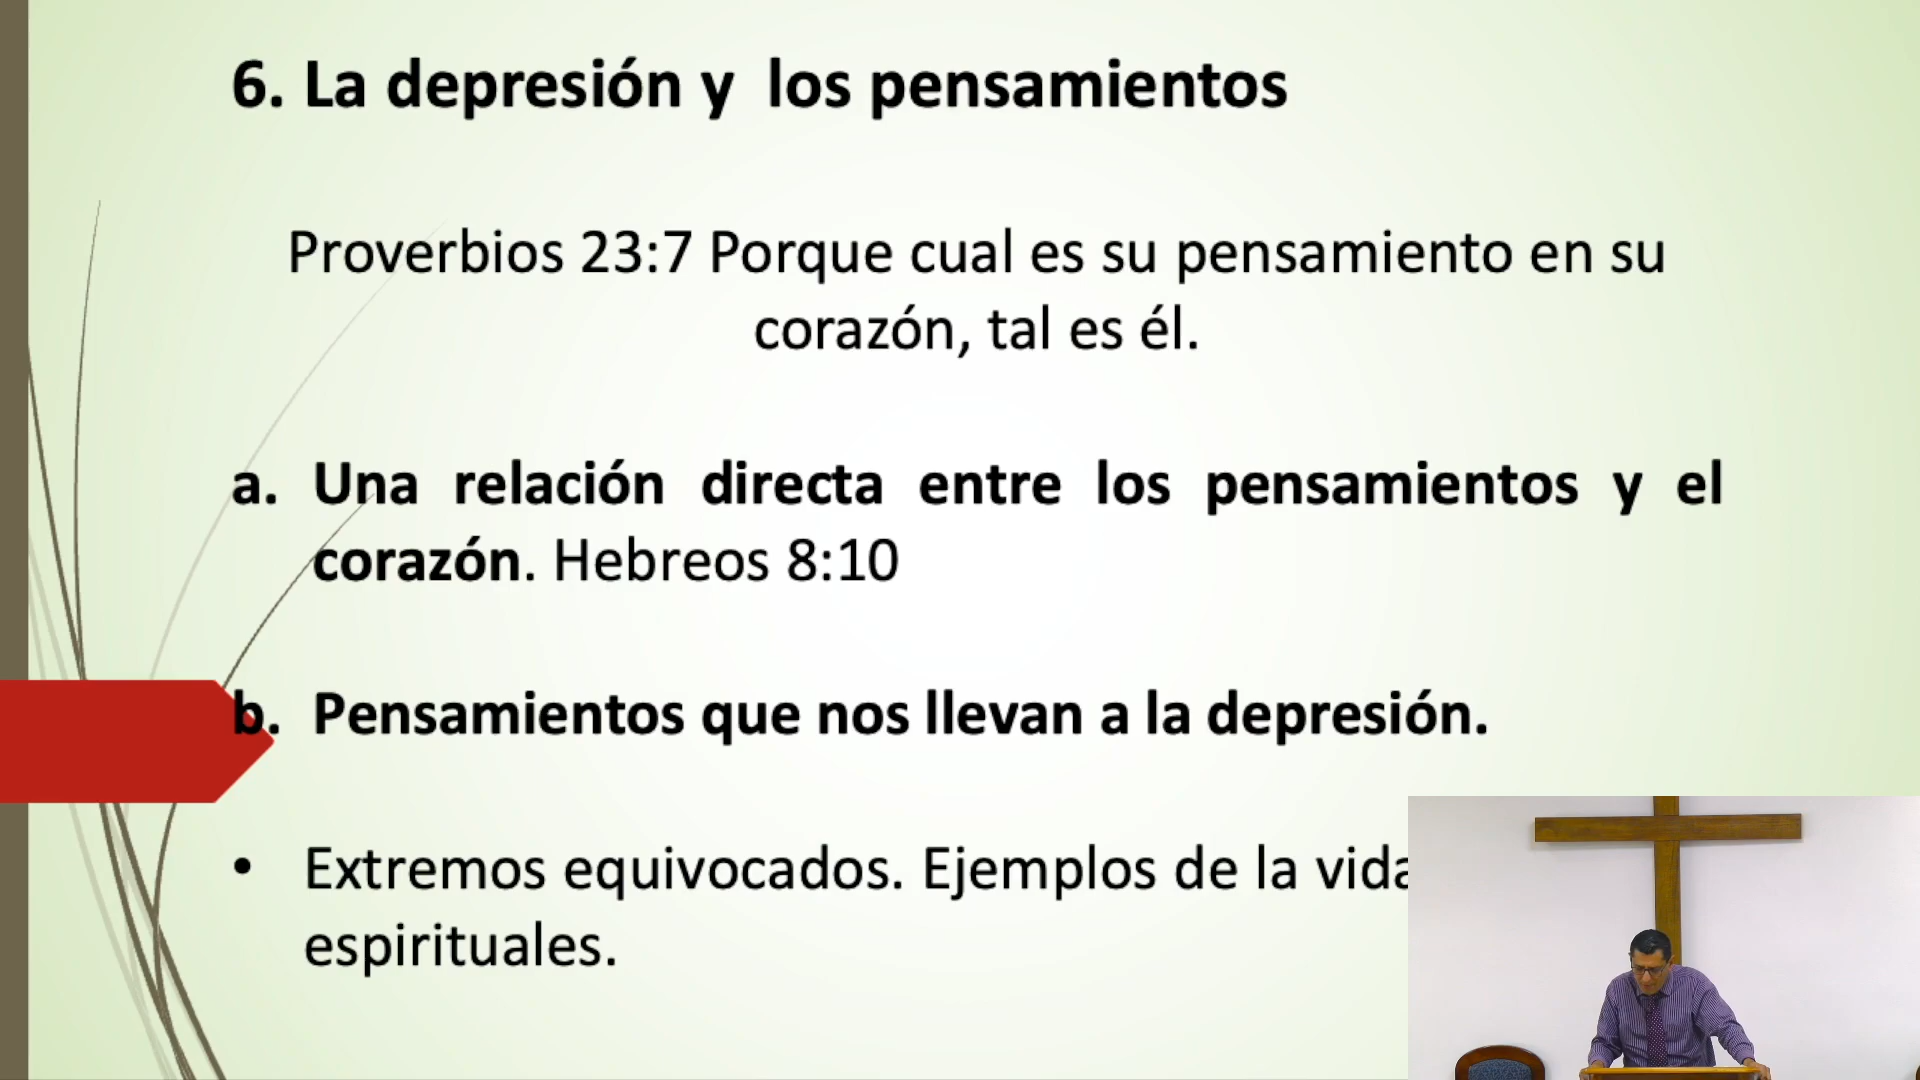 6. La depresión y  los pensamientos
Proverbios 23:7 Porque cual es su pensamiento en su
corazón, tal es él.
a. Una relación directa entre los pensamientos y el
corazón. Hebreos 8:10
b. Pensamientos que nos llevan a la depresión.
• Extremos equivocados. Ejemplos de la vida
espirituales.